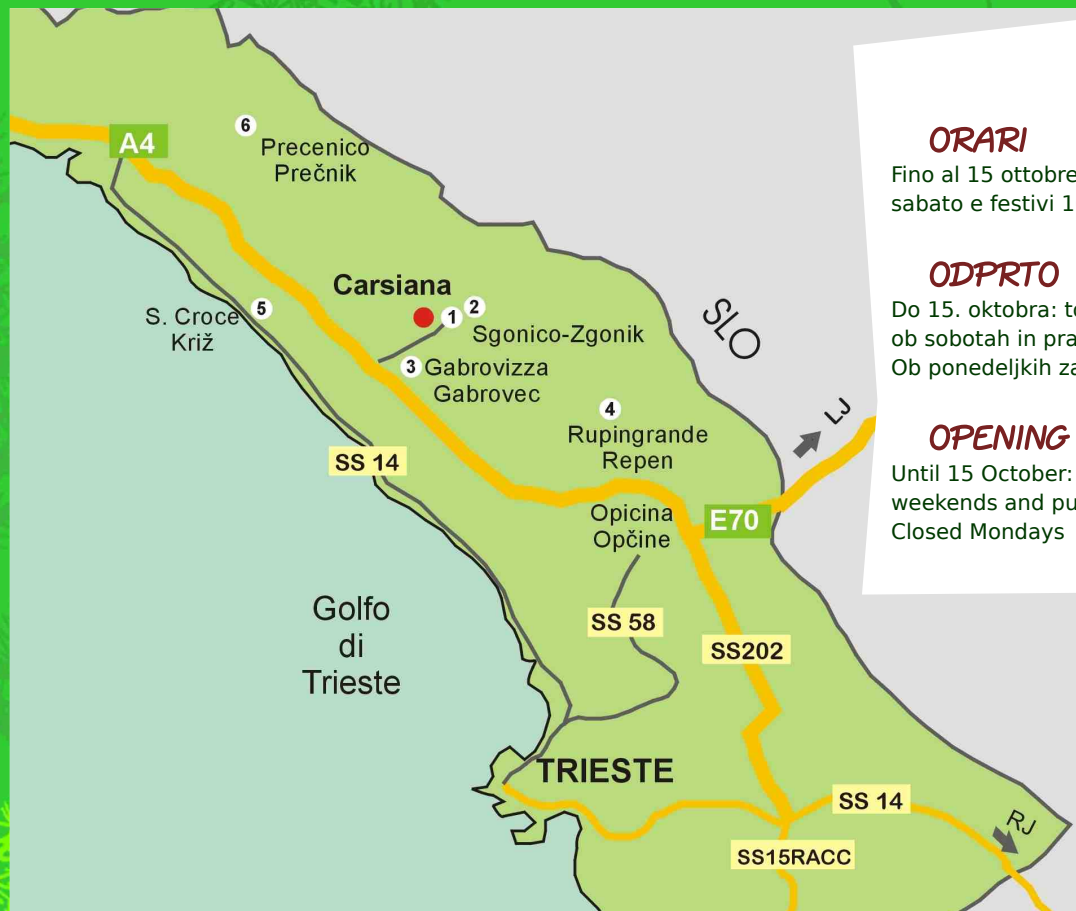 A4
6
Precenico
Prečnik
Carsiana
1
2
Sgonico-Zgonik
S. Croce
Križ
5
3
Gabrovizza
Gabrovec
4
Rupingrande
Repen
SS 14
Opicina
Opčine
E70
SLO
LJ
SS 58
SS202
Golfo
di
Trieste
TRIESTE
SS 14
SS15RACC
RJ
ORARI
Fino al 15 ottobre
sabato e festivi 1
ODPRTO
Do 15. oktobra:
ob sobotah in
Ob ponedeljkih
OPENING
Until 15 October:
weekends and
Closed Mondays